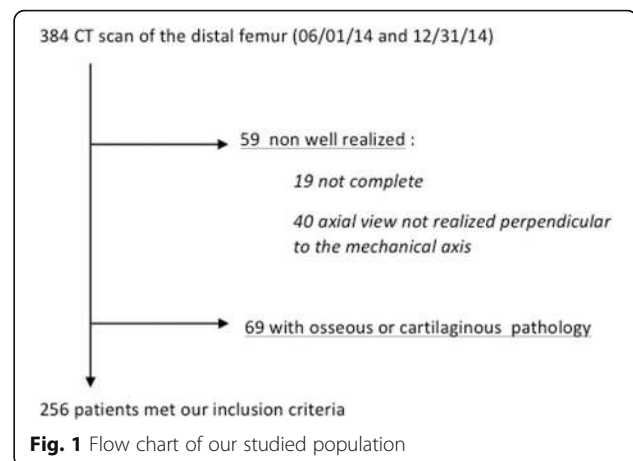 384 CT scan of the distal femur (06/01/14 and 12/31/14)
59 non well realized :
19 not complete
40 axial view not realized perpendicular
to the mechanical axis
69 with osseous or cartilaginous pathology
256 patients met our inclusion criteria
Fig. 1 Flow chart of our studied population